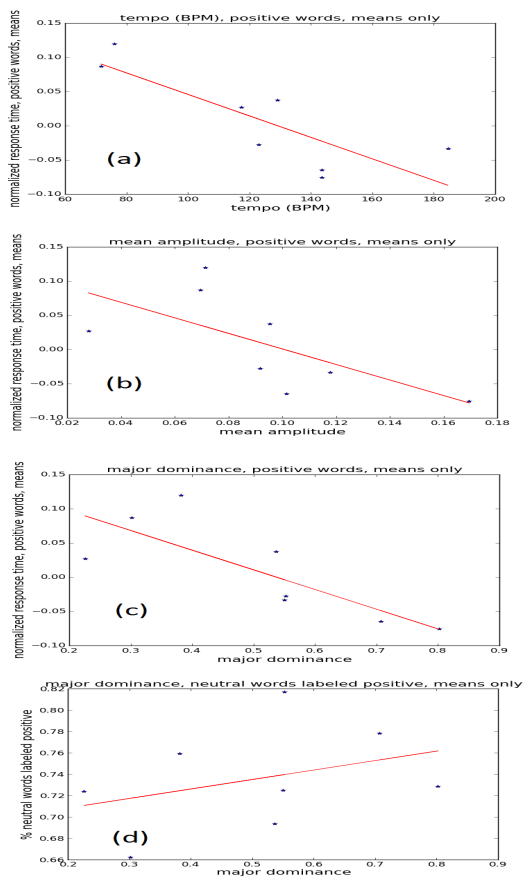 tempo (BPM), positive words, means only
normalized response time, positive words, means
0.15
0.10
0.05
0.00
−0.05
−0.10
(a)
60 80 100 120 140 160 180 200
tempo (BPM)
mean amplitude, positive words, means only
normalized response time, positive words, means
0.15
0.10
0.05
0.00
−0.05
−0.10
(b)
0.02 0.04 0.06 0.08 0.10 0.12 0.14 0.16 0.18
mean amplitude
major dominance, positive words, means only
normalized response time, positive words, means
0.15
0.10
0.05
0.00
−0.05
−0.10
(c)
0.2 0.3 0.4 0.5 0.6 0.7 0.8 0.9
major dominance
major dominance, neutral words labeled positive, means only
% neutral words labeled positive
0.82
0.80
0.78
0.76
0.74
0.72
0.70
0.68
0.66
(d)
0.2 0.3 0.4 0.5 0.6 0.7 0.8 0.9
major dominance